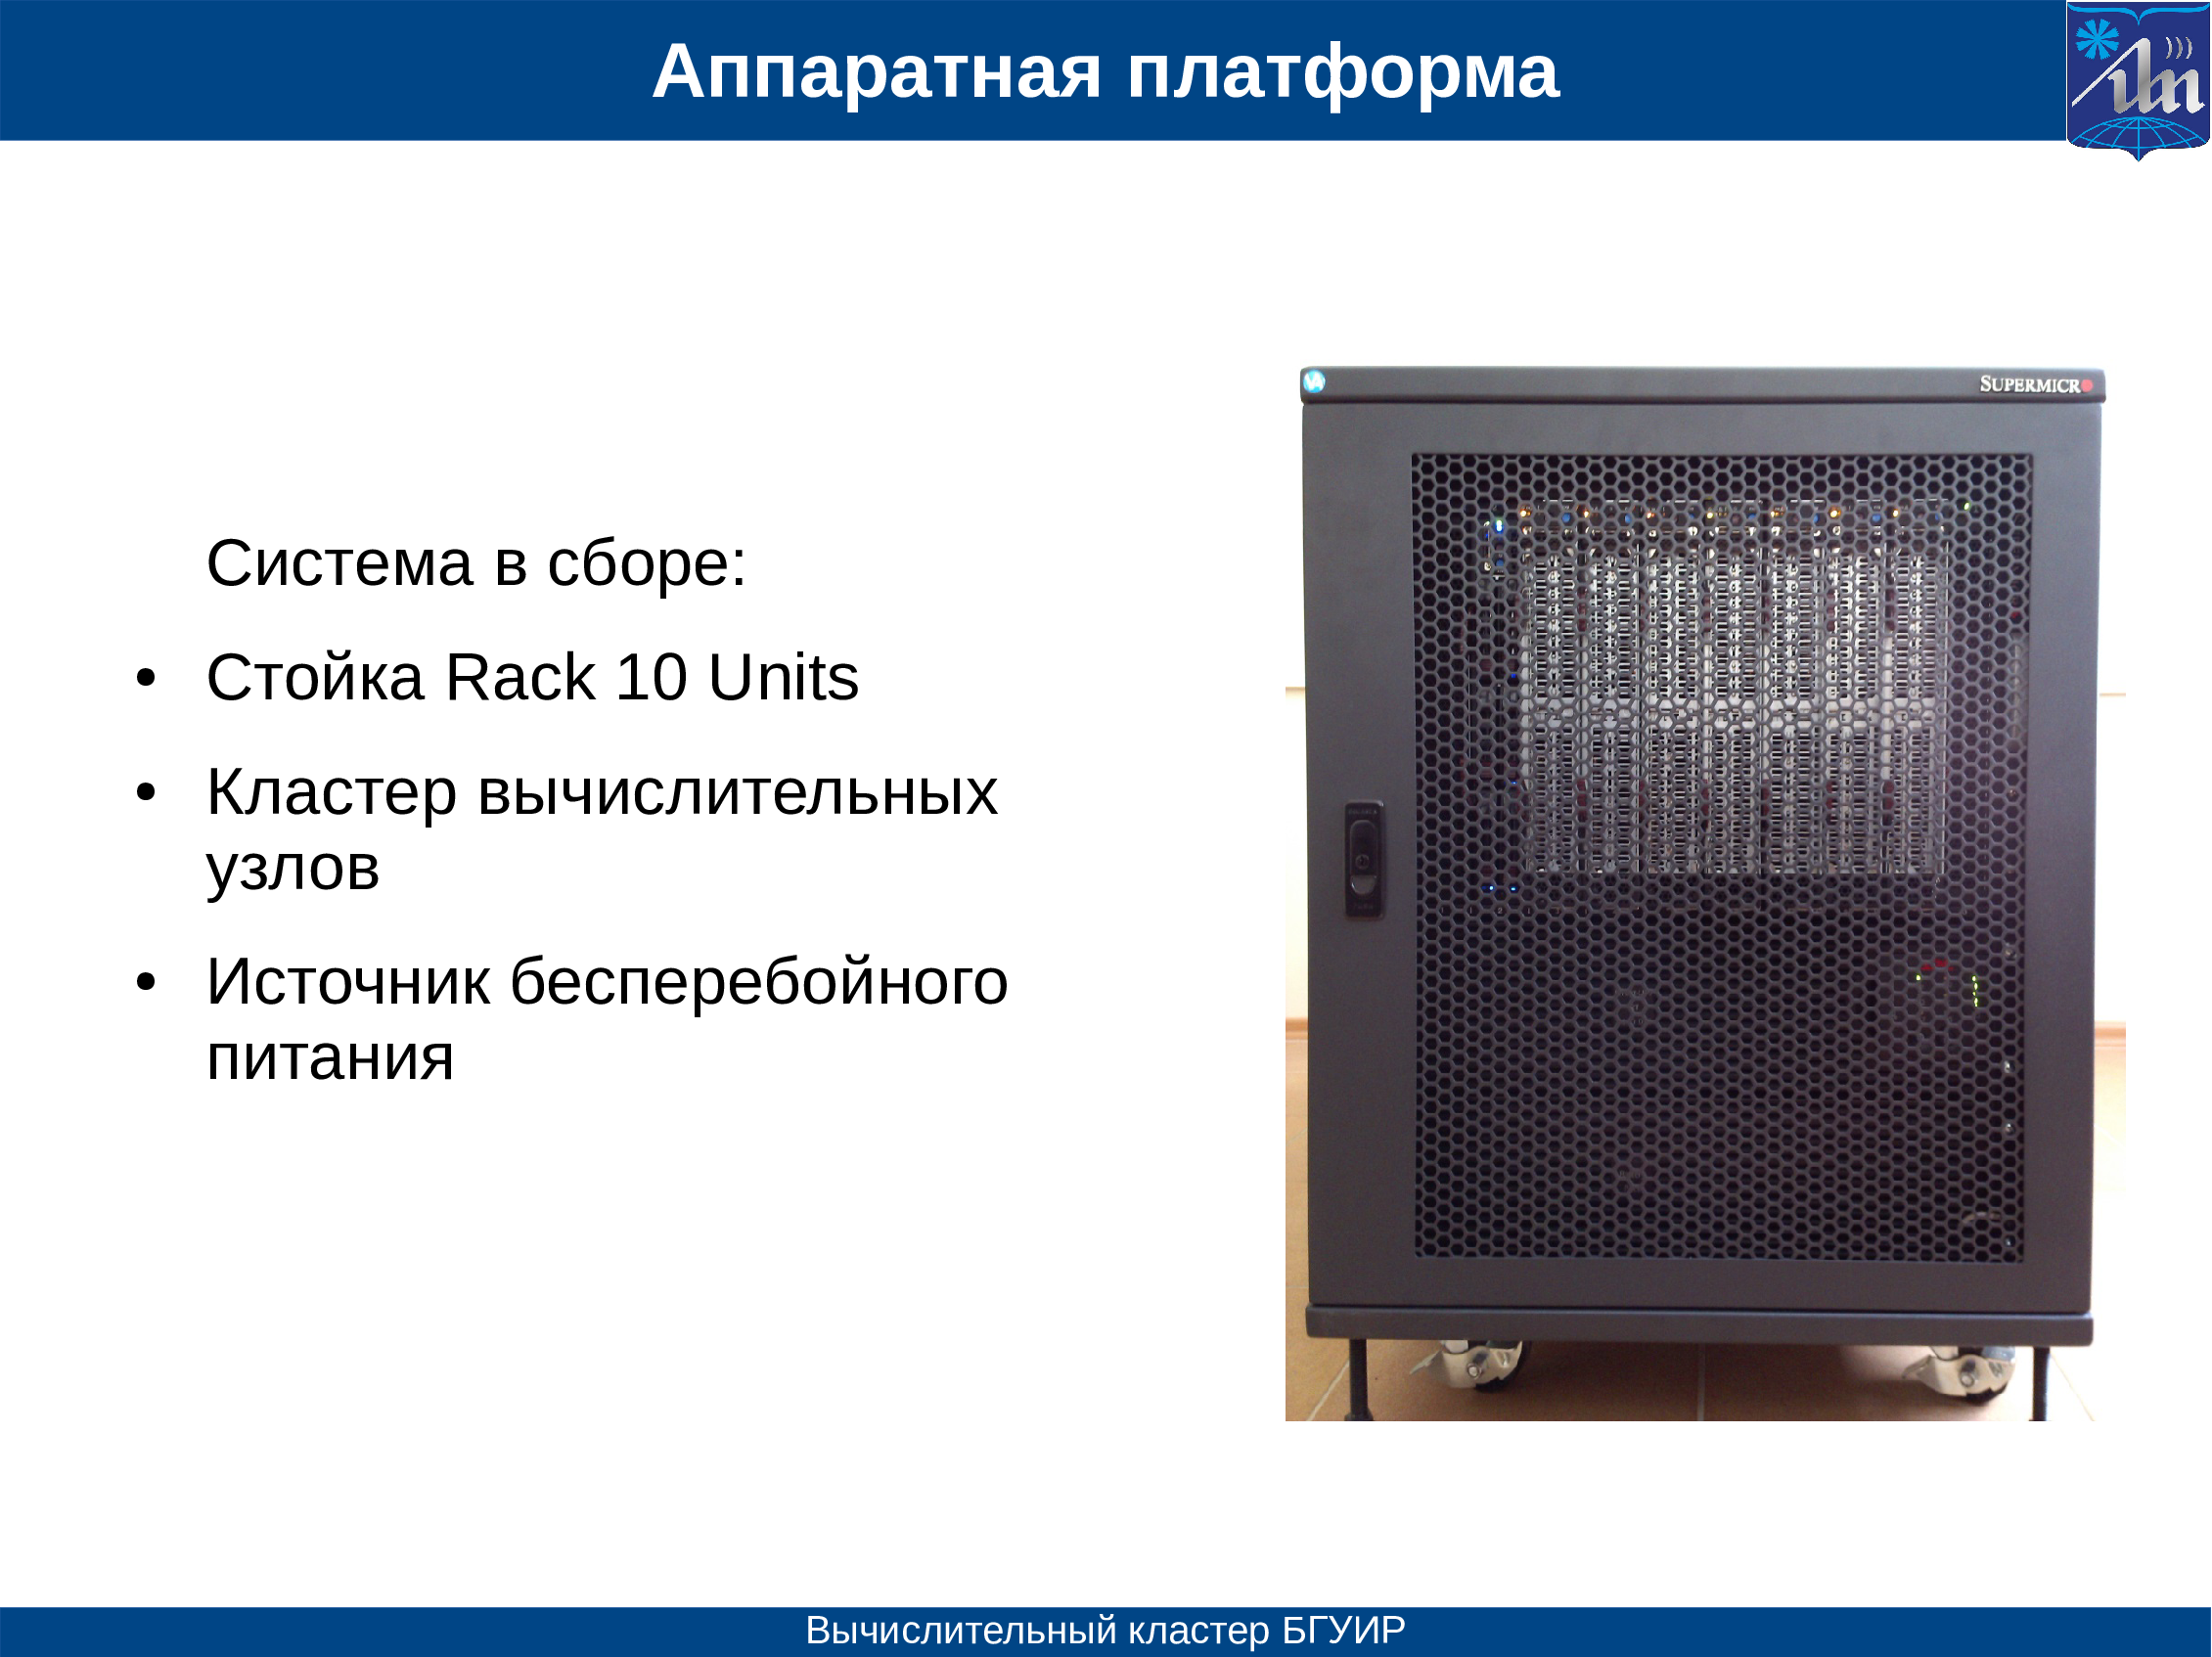 Аппаратная платформа
Система в сборе:
• Стойка Rack 10 Units
• Кластер вычислительных
узлов
• Источник бесперебойного
питания
SUPERMICRO
Вычислительный кластер БГУИР